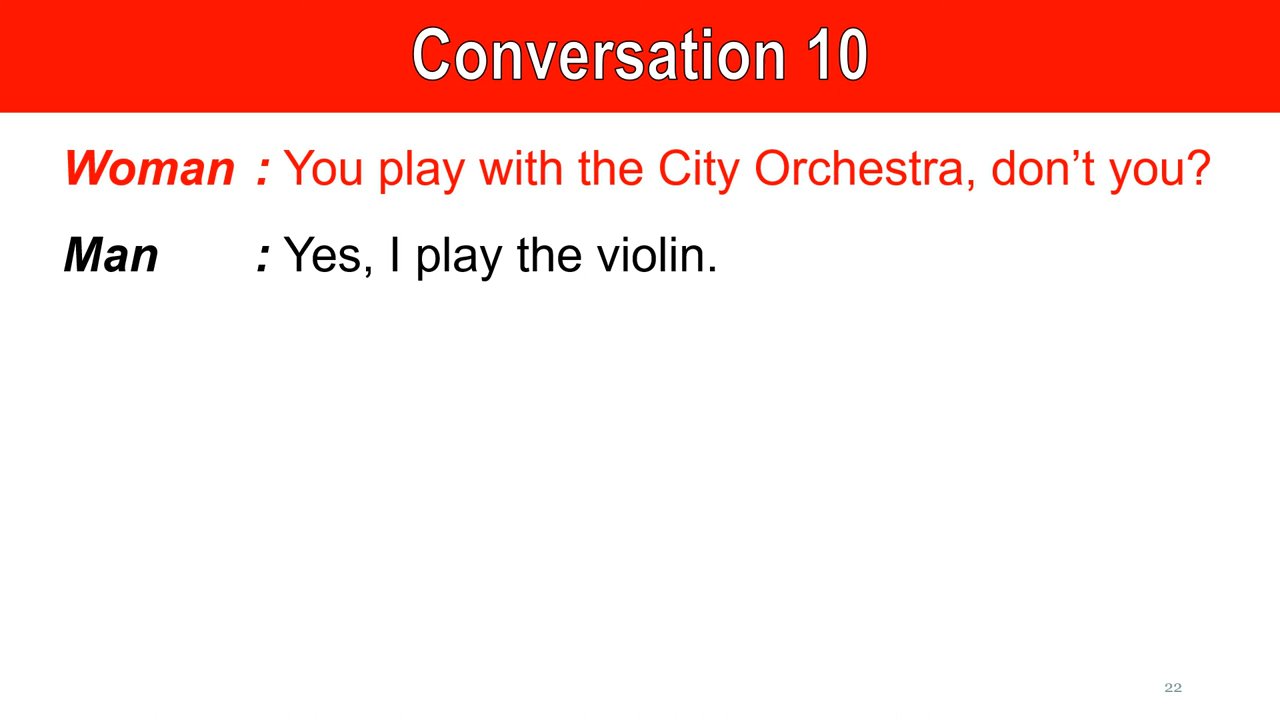 Conversation 10
Woman : You play with the City Orchestra, don’t you?
Man : Yes, I play the violin.
22